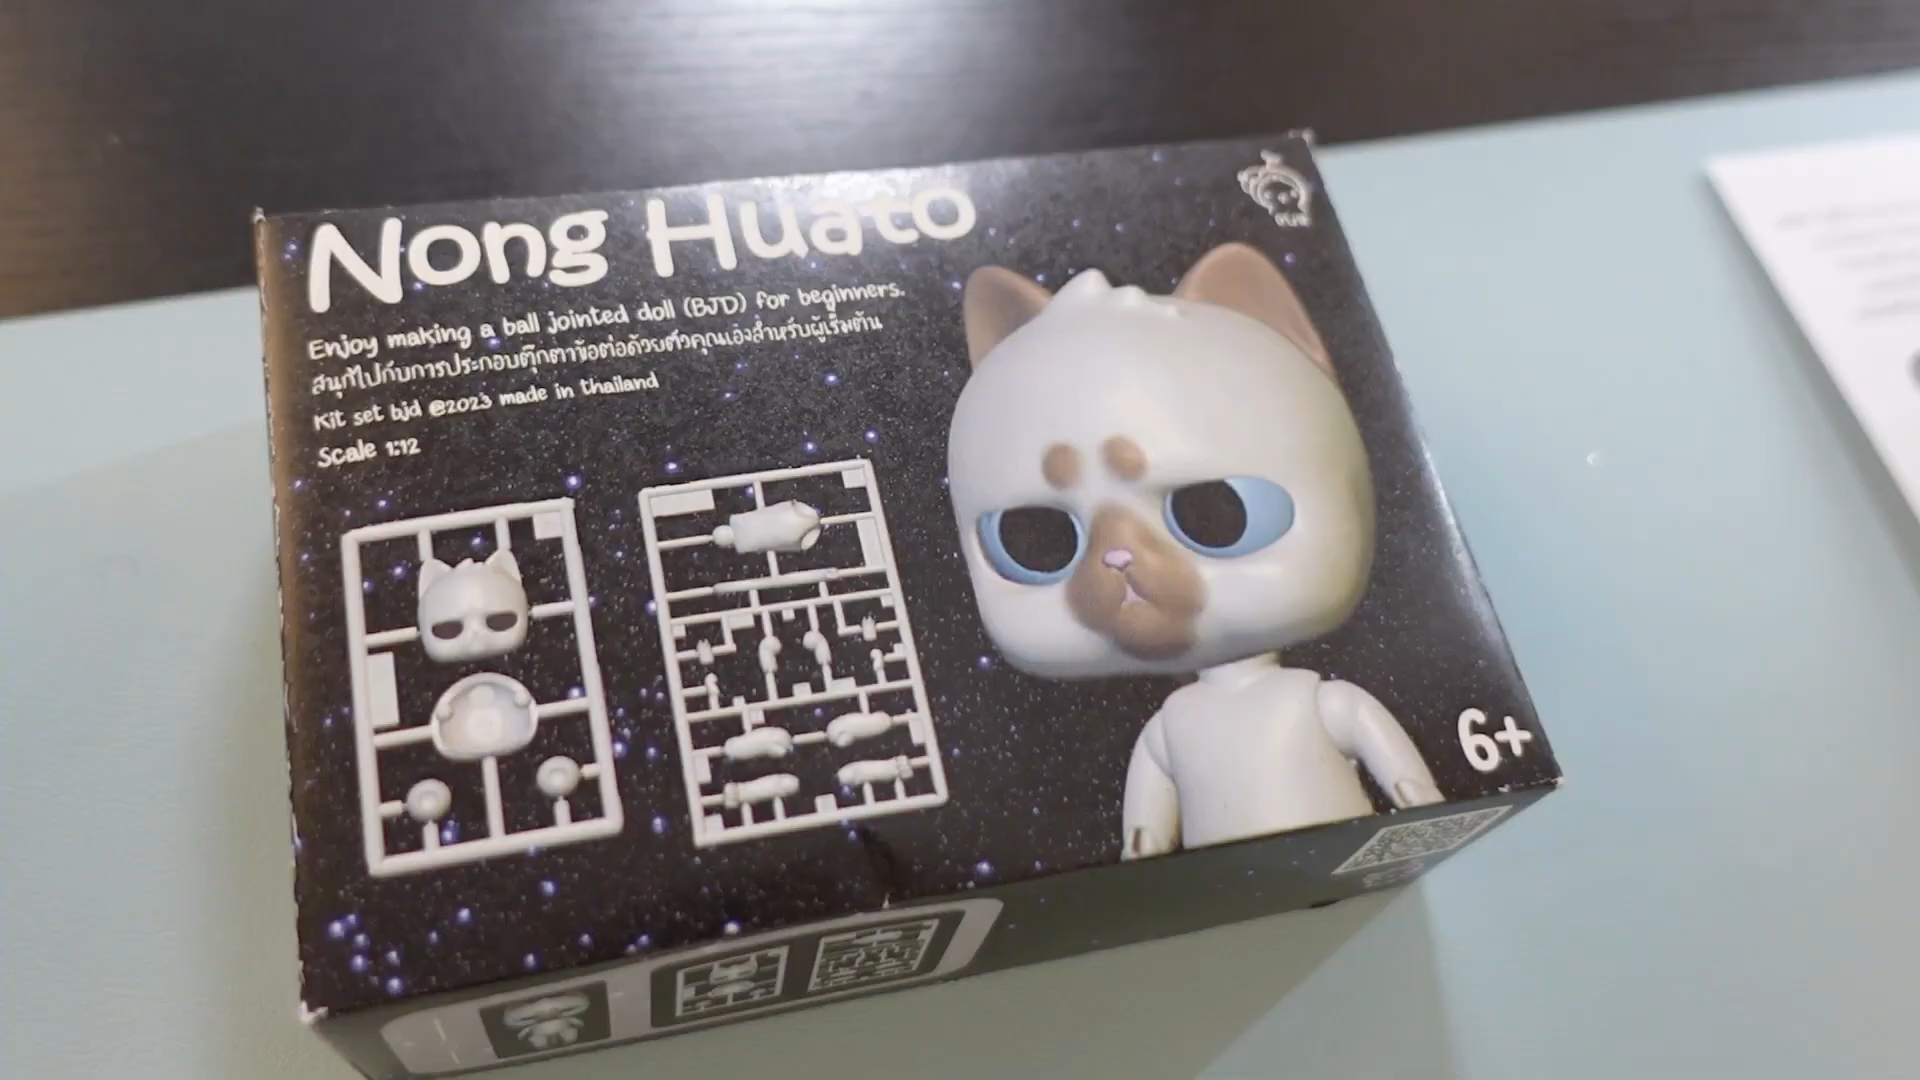 Nong Huato
Enjoy making a ball jointed doll (BJD) for beginners.
สนุกไปกับการประกอบตุ๊กตาข้อต่อด้วยตัวคุณเองสำหรับผู้เริ่มต้น
Kit set bjd @2023 made in thailand
Scale 1:12
6+